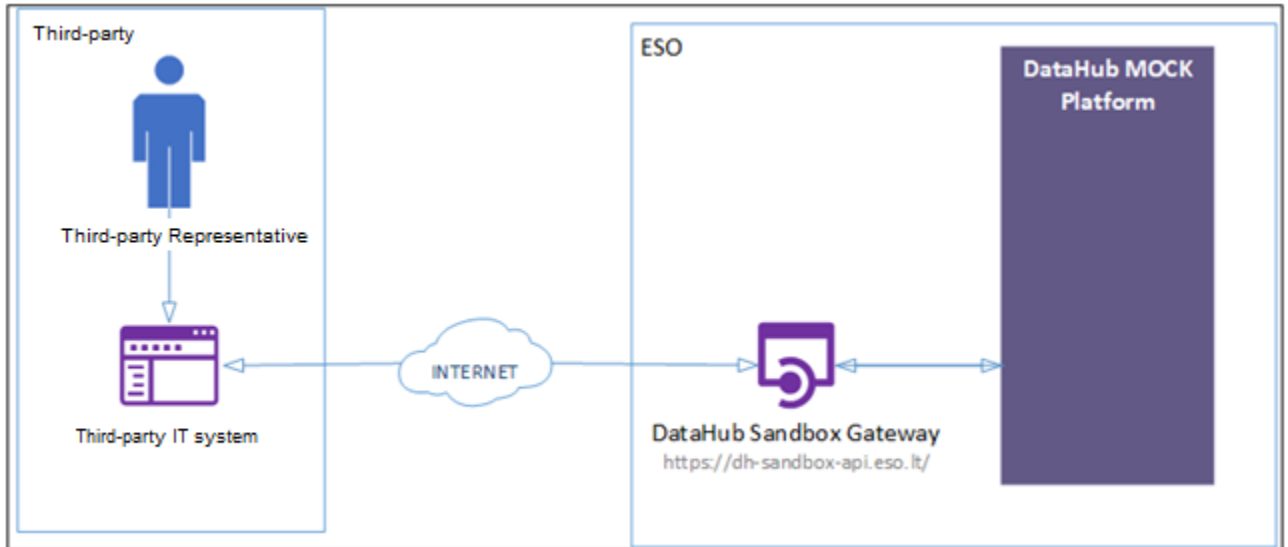 Third-party
Third-party Representative
Third-party IT system
INTERNET
ESO
DataHub MOCK
Platform
DataHub Sandbox Gateway
https://dh-sandbox-api.eso.lt/